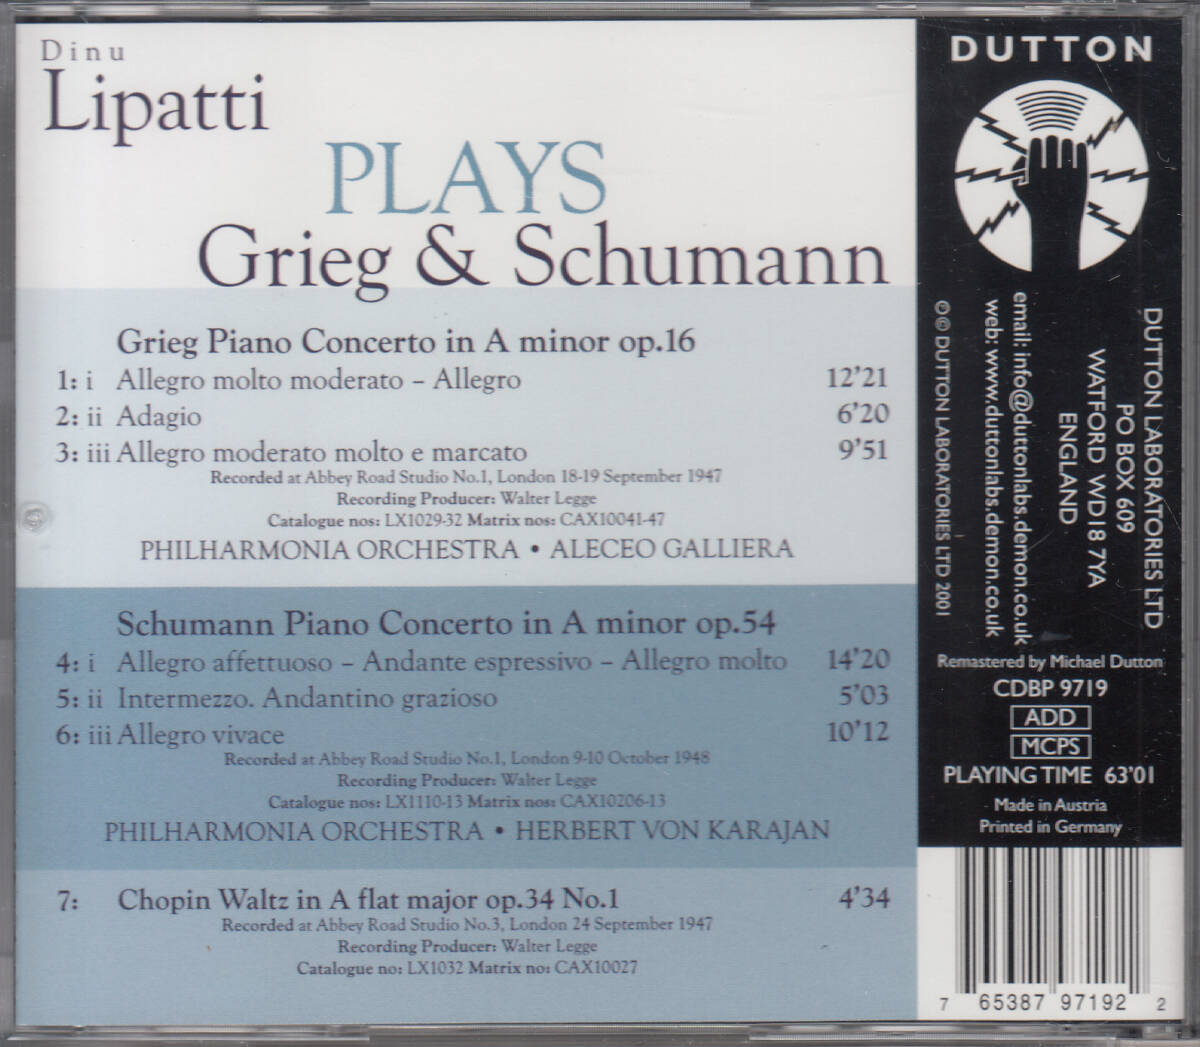 Dinu
Lipatti
PLAYS
Grieg & Schumann
Grieg Piano Concerto in A minor op.16
1: i Allegro molto moderato – Allegro 12'21
2: ii Adagio 6'20
3: iii Allegro moderato molto e marcato 9'51
Recorded at Abbey Road Studio No.1, London 18-19 September 1947
Recording Producer: Walter Legge
Catalogue nos: LX1029-32 Matrix nos: CAX10041-47
PHILHARMONIA ORCHESTRA • ALECEO GALLIERA
Schumann Piano Concerto in A minor op.54
4: i Allegro affettuoso – Andante espressivo – Allegro molto 14'20
5: ii Intermezzo. Andantino grazioso 5'03
6: iii Allegro vivace 10'12
Recorded at Abbey Road Studio No.1, London 9-10 October 1948
Recording Producer: Walter Legge
Catalogue nos: LX1110-13 Matrix nos: CAX10206-13
PHILHARMONIA ORCHESTRA • HERBERT VON KARAJAN
7: Chopin Waltz in A flat major op.34 No.1 4'34
Recorded at Abbey Road Studio No.3, London 24 September 1947
Recording Producer: Walter Legge
Catalogue no: LX1032 Matrix no: CAX10027
DUTTON
DUTTON LABORATORIES LTD
PO BOX 609
WATFORD WD18 7YA
ENGLAND
email: info@duttonlabs.demon.co.uk
web: www.duttonlabs.demon.co.uk
℗© DUTTON LABORATORIES LTD 2001
Remastered by Michael Dutton
CDBP 9719
ADD
MCPS
PLAYING TIME 63'01
Made in Austria
Printed in Germany
7 65387 97192 2